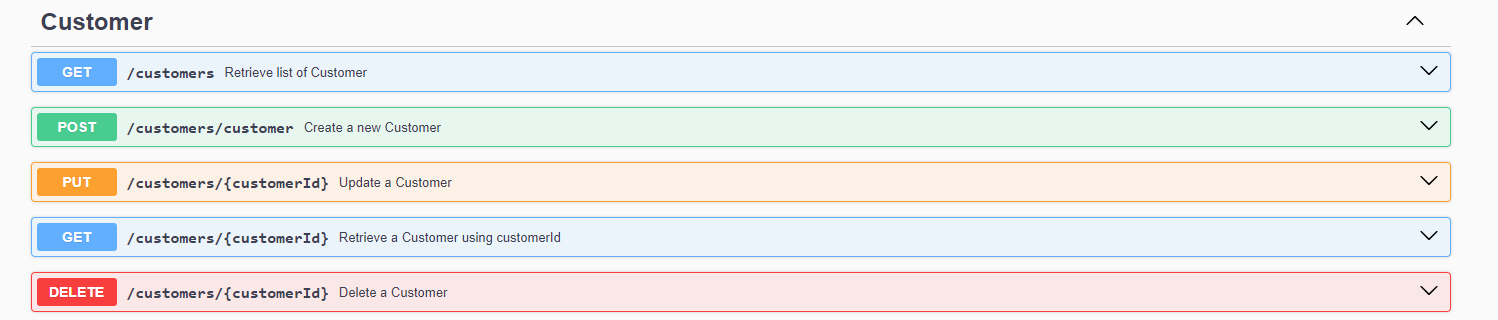 Customer
GET /customers Retrieve list of Customer
POST /customers/customer Create a new Customer
PUT /customers/{customerId} Update a Customer
GET /customers/{customerId} Retrieve a Customer using customerId
DELETE /customers/{customerId} Delete a Customer